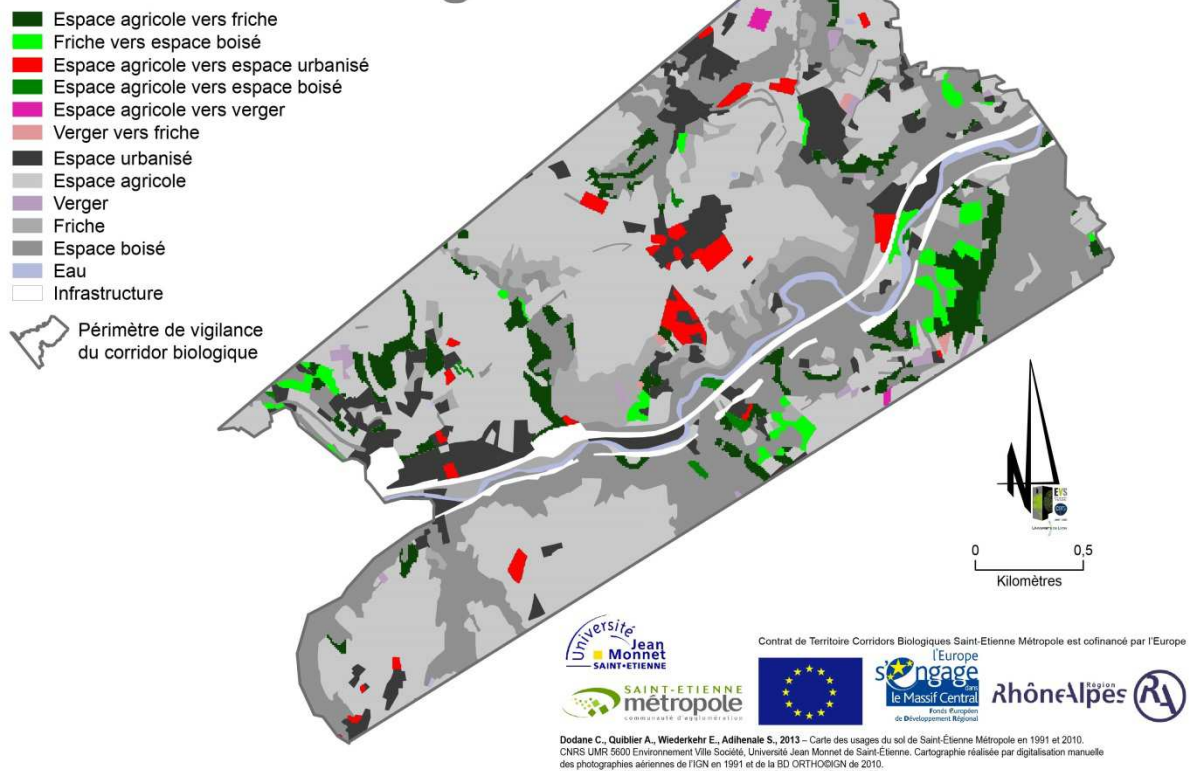 Espace agricole vers friche
Friche vers espace boisé
Espace agricole vers espace urbanisé
Espace agricole vers espace boisé
Espace agricole vers verger
Verger vers friche
Espace urbanisé
Espace agricole
Verger
Friche
Espace boisé
Eau
Infrastructure
Périmètre de vigilance
du corridor biologique
N
EVS
0 0,5
Kilomètres
Université
Jean
Monnet
SAINT-ETIENNE
SAINT-ETIENNE
métropole
communauté d'agglomération
Contrat de Territoire Corridors Biologiques Saint-Etienne Métropole est cofinancé par l'Europe
l'Europe
s'engage
dans
le Massif Central
Fonds Européen
de Développement Régional
Région
RhôneAlpes
RA
Dodane C., Quiblier A., Wiederkehr E., Adihenale S., 2013 – Carte des usages du sol de Saint-Étienne Métropole en 1991 et 2010.
CNRS UMR 5600 Environnement Ville Société, Université Jean Monnet de Saint-Étienne. Cartographie réalisée par digitalisation manuelle
des photographies aériennes de l'IGN en 1991 et de la BD ORTHO©IGN de 2010.